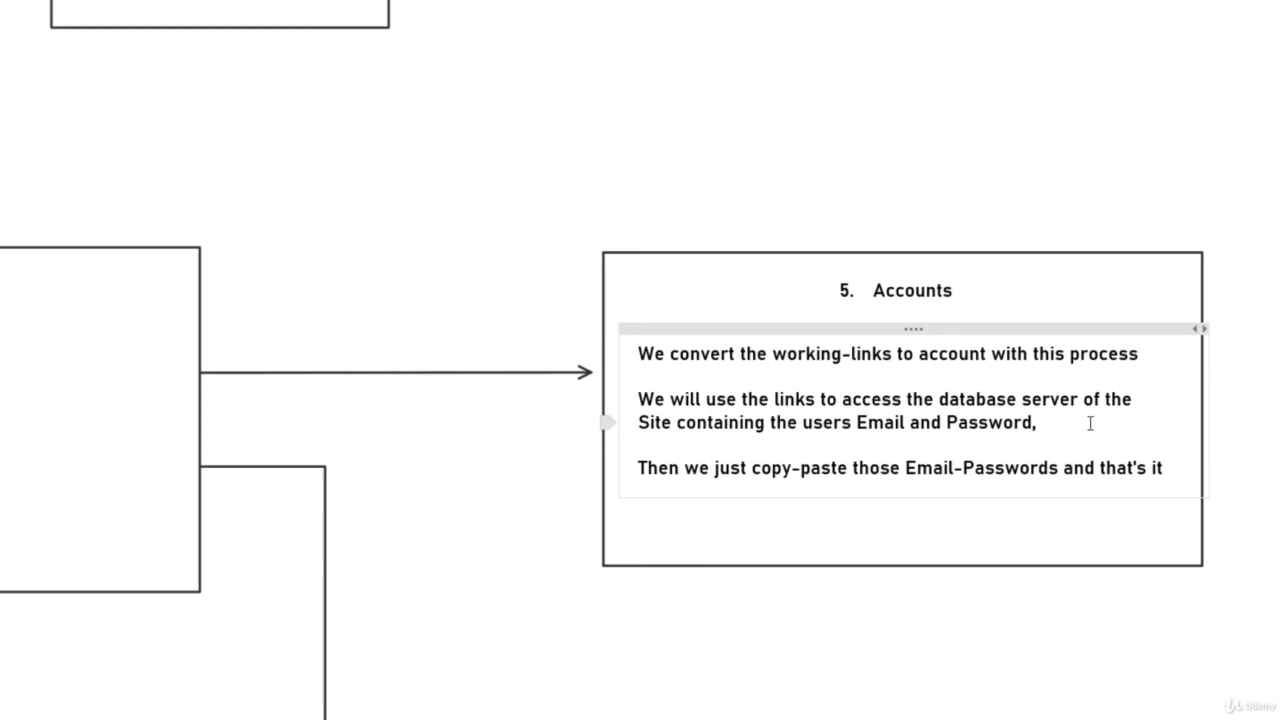 5. Accounts
We convert the working-links to account with this process
We will use the links to access the database server of the
Site containing the users Email and Password,
Then we just copy-paste those Email-Passwords and that's it
Udemy